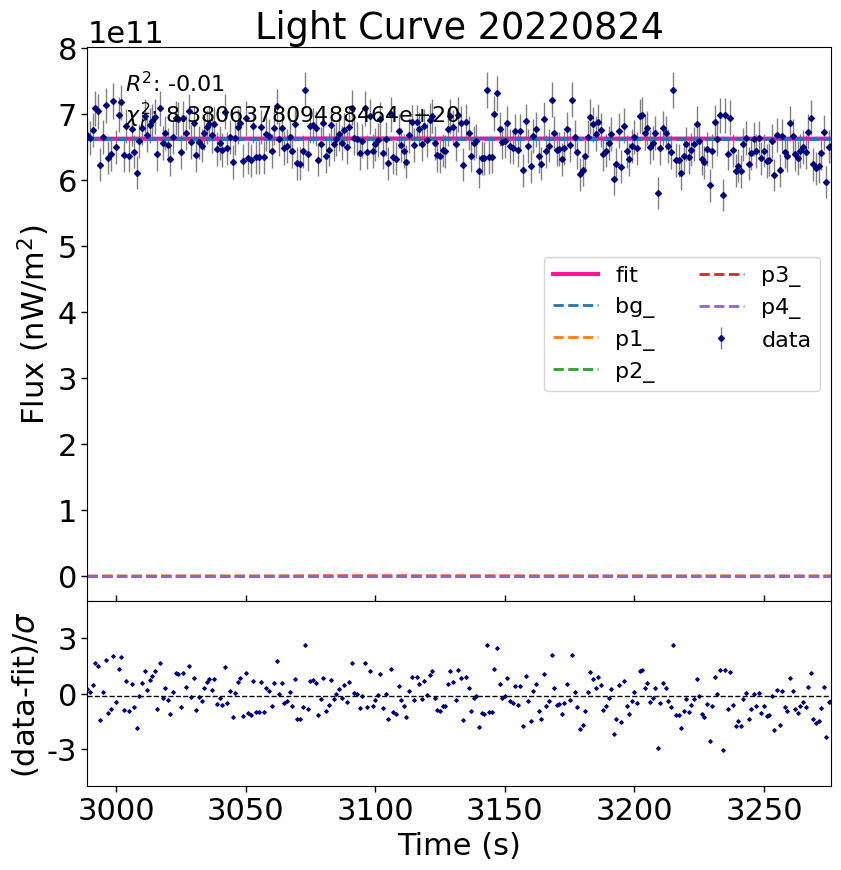 Light Curve 20220824
1e11
R²: -0.01
χ²: 8.380637809488464e+20
8
7
6
5
4
3
2
1
0
Flux (nW/m²)
fit
bg_
p1_
p2_
p3_
p4_
data
3
0
-3
(data-fit)/σ
3000 3050 3100 3150 3200 3250
Time (s)